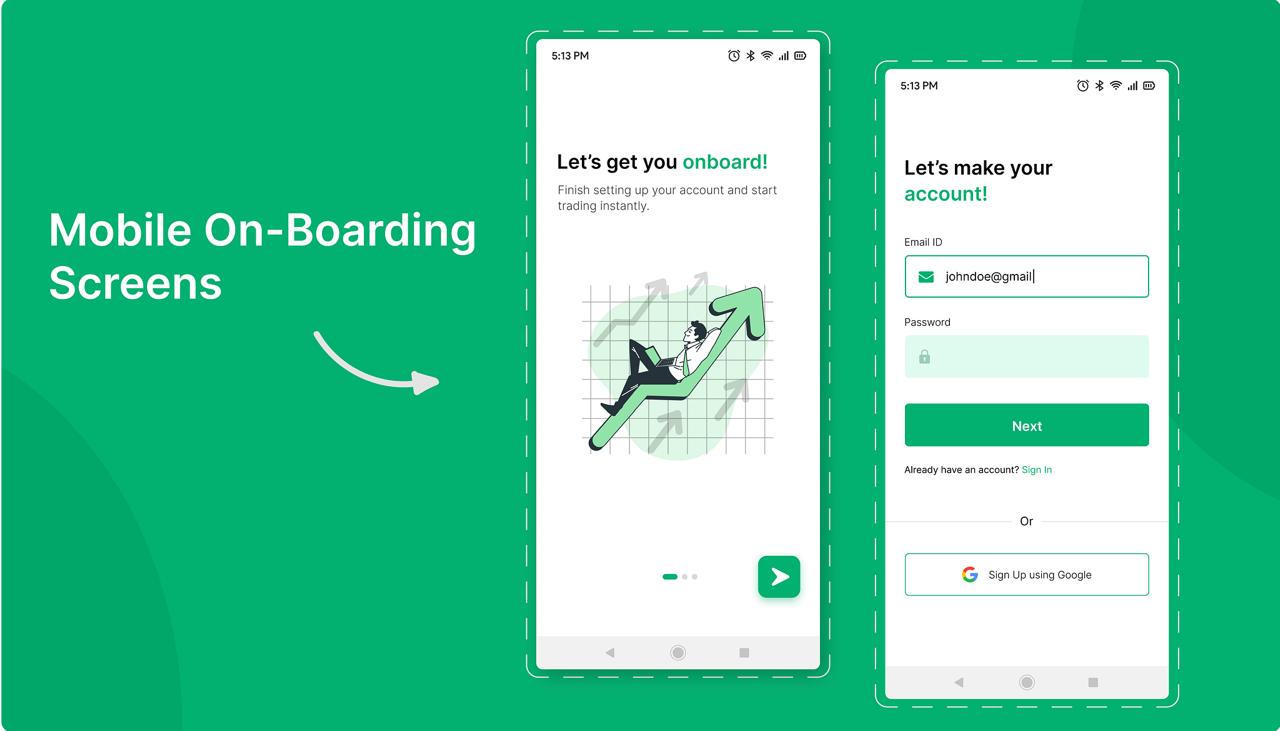 Mobile On-Boarding
Screens
5:13 PM
Let's get you onboard!
Finish setting up your account and start
trading instantly.
5:13 PM
Let's make your
account!
Email ID
johndoe@gmail
Password
Next
Already have an account? Sign In
Or
Sign Up using Google